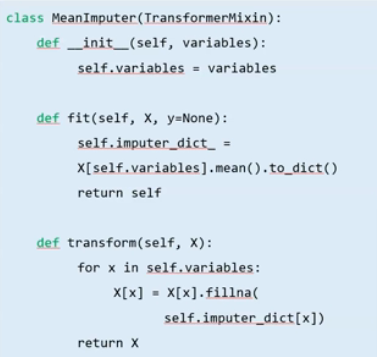 class MeanImputer(TransformerMixin):
    def __init__(self, variables):
        self.variables = variables

    def fit(self, X, y=None):
        self.imputer_dict_ =
        X[self.variables].mean().to_dict()
        return self

    def transform(self, X):
        for x in self.variables:
            X[x] = X[x].fillna(
                    self.imputer_dict[x])
        return X